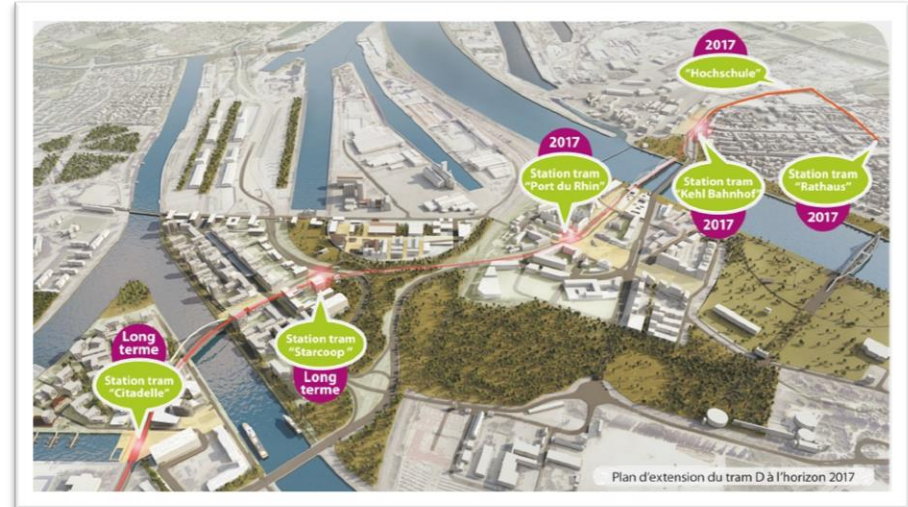 2017
"Hochschule"
2017
Station tram
"Port du Rhin"
Station tram
"Kehl Bahnhof"
2017
Station tram
"Rathaus"
2017
Long
terme
Station tram
"Citadelle"
Station tram
"Starcoop "
Long
terme
Plan d'extension du tram D à l'horizon 2017